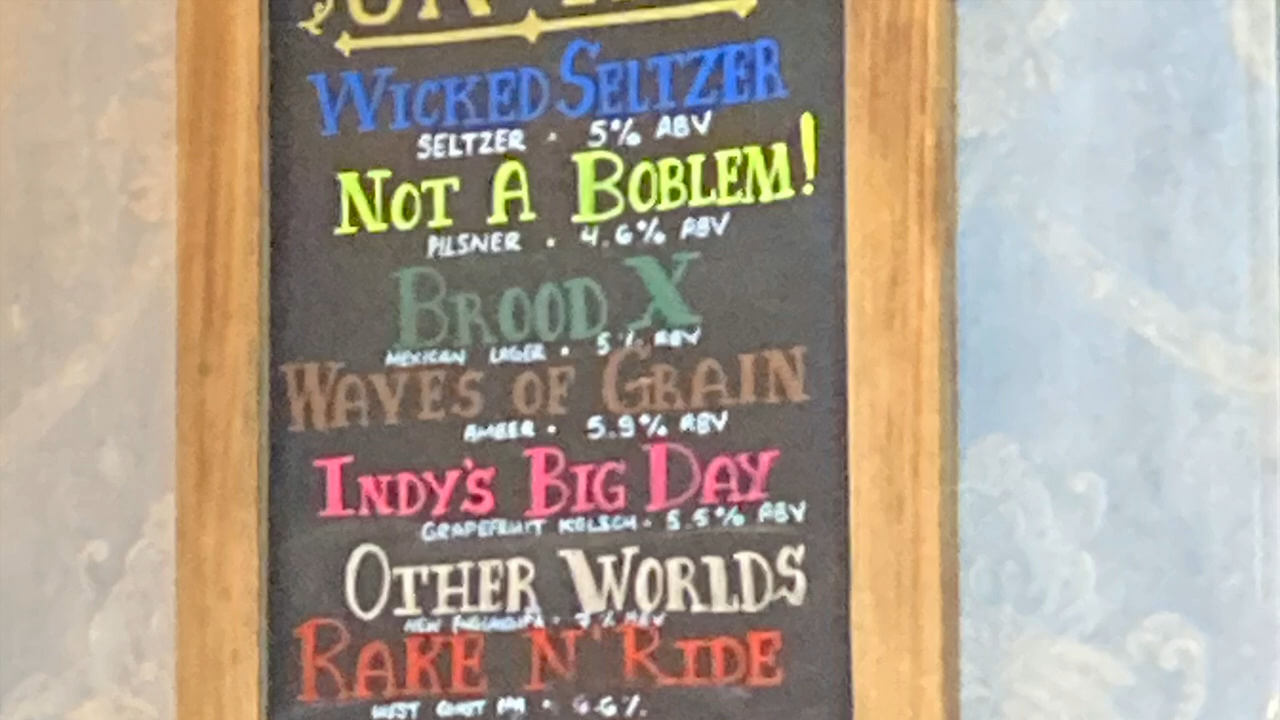 ON
WICKED SELTZER
SELTZER · 5% ABV
NOT A BOBLEM!
PILSNER · 4.6% ABV
BROOD X
MEXICAN LAGER · 5% ABV
WAVES OF GRAIN
AMBER · 5.9% ABV
INDY'S BIG DAY
GRAPEFRUIT KOLSCH · 5.5% ABV
OTHER WORLDS
NEW ENGLAND IPA · 7% ABV
RAKE N' RIDE
WEST COAST IPA · 6.6%